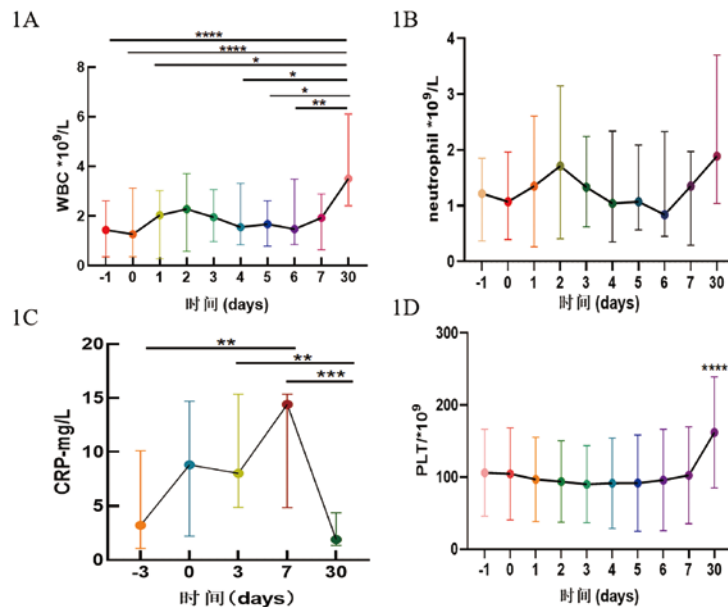 1A
****
****
*
*
*
**
WBC *10⁹/L
8
6
4
2
0
-1 0 1 2 3 4 5 6 7 30
时间 (days)
1B
neutrophil *10⁹/L
4
3
2
1
0
-1 0 1 2 3 4 5 6 7 30
时间 (days)
1C
**
**
***
CRP-mg/L
20
15
10
5
0
-3 0 3 7 30
时间（days）
1D
****
PLT/*10⁹
300
200
100
0
-1 0 1 2 3 4 5 6 7 30
时间 (days)